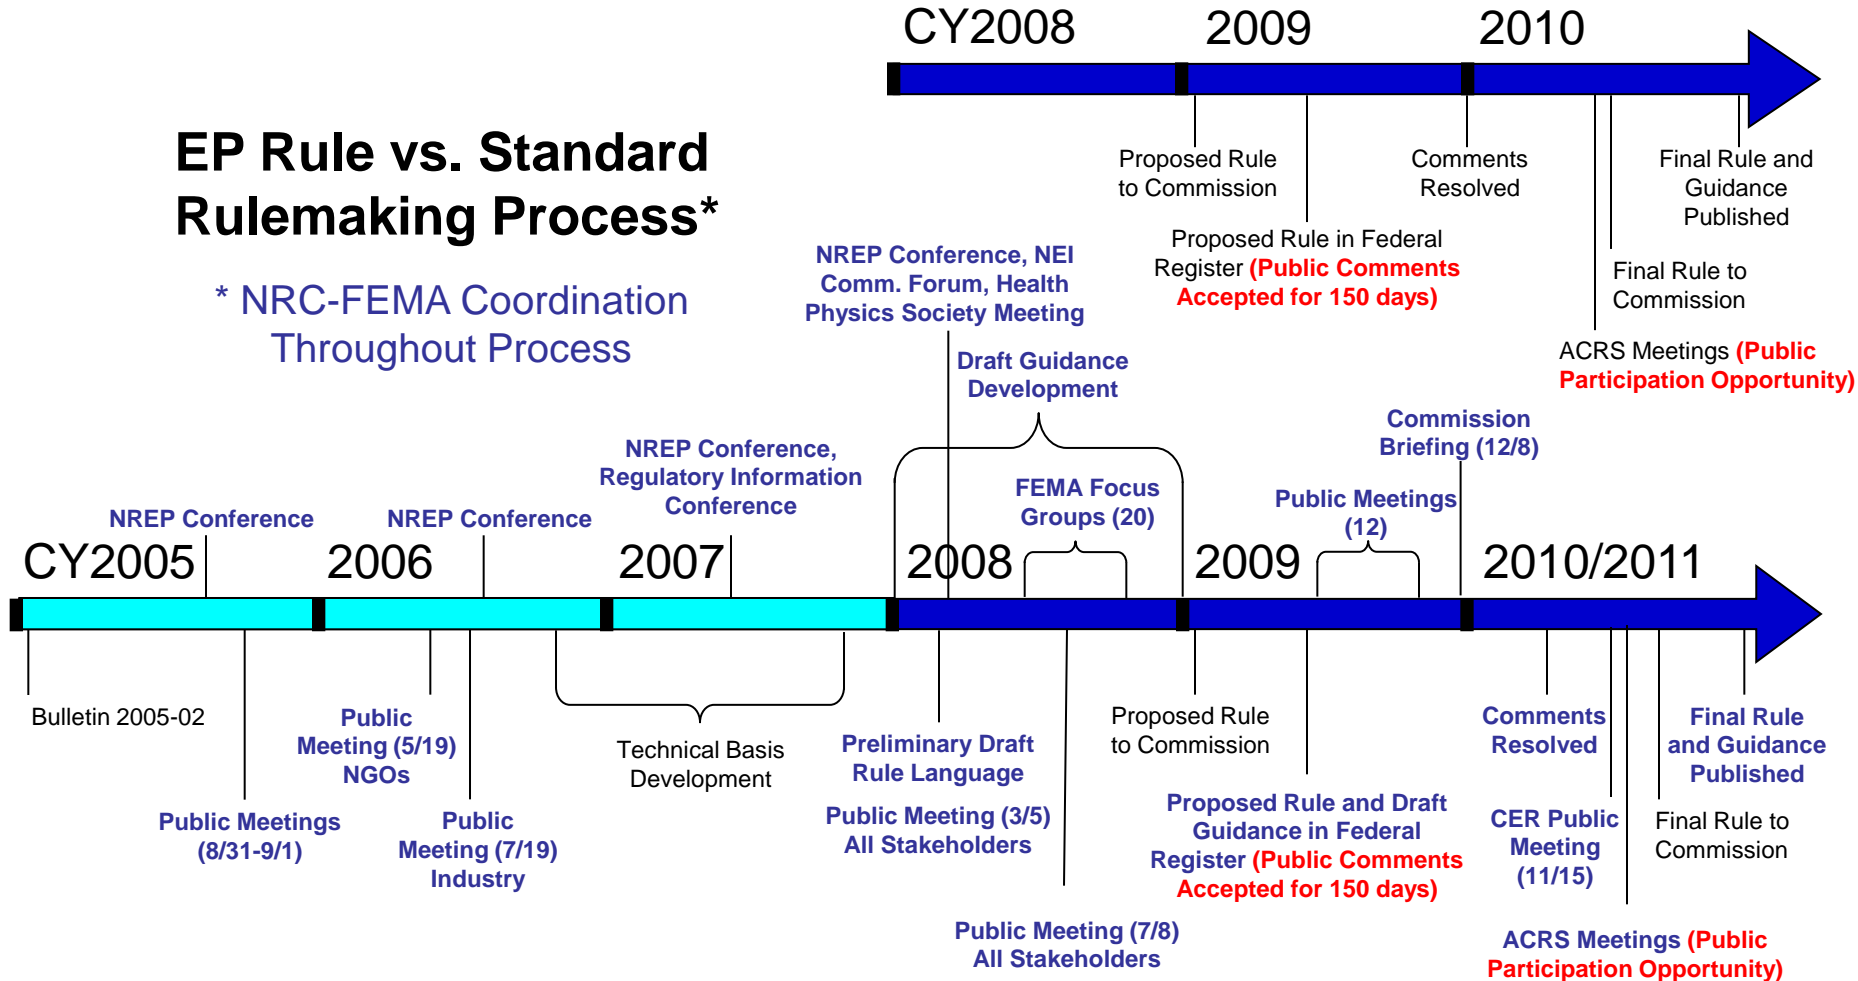 CY2008
2009
2010
EP Rule vs. Standard
Rulemaking Process*
* NRC-FEMA Coordination
Throughout Process
Proposed Rule
to Commission
Comments
Resolved
Final Rule and
Guidance
Published
Proposed Rule in Federal
Register (Public Comments
Accepted for 150 days)
Final Rule to
Commission
ACRS Meetings (Public
Participation Opportunity)
NREP Conference, NEI
Comm. Forum, Health
Physics Society Meeting
Draft Guidance
Development
Commission
Briefing (12/8)
NREP Conference,
Regulatory Information
Conference
FEMA Focus
Groups (20)
Public Meetings
(12)
NREP Conference
NREP Conference
CY2005
2006
2007
2008
2009
2010/2011
Bulletin 2005-02
Public Meetings
(8/31-9/1)
Public
Meeting (5/19)
NGOs
Public
Meeting (7/19)
Industry
Technical Basis
Development
Preliminary Draft
Rule Language
Public Meeting (3/5)
All Stakeholders
Public Meeting (7/8)
All Stakeholders
Proposed Rule
to Commission
Proposed Rule and Draft
Guidance in Federal
Register (Public Comments
Accepted for 150 days)
Comments
Resolved
CER Public
Meeting
(11/15)
ACRS Meetings (Public
Participation Opportunity)
Final Rule to
Commission
Final Rule
and Guidance
Published